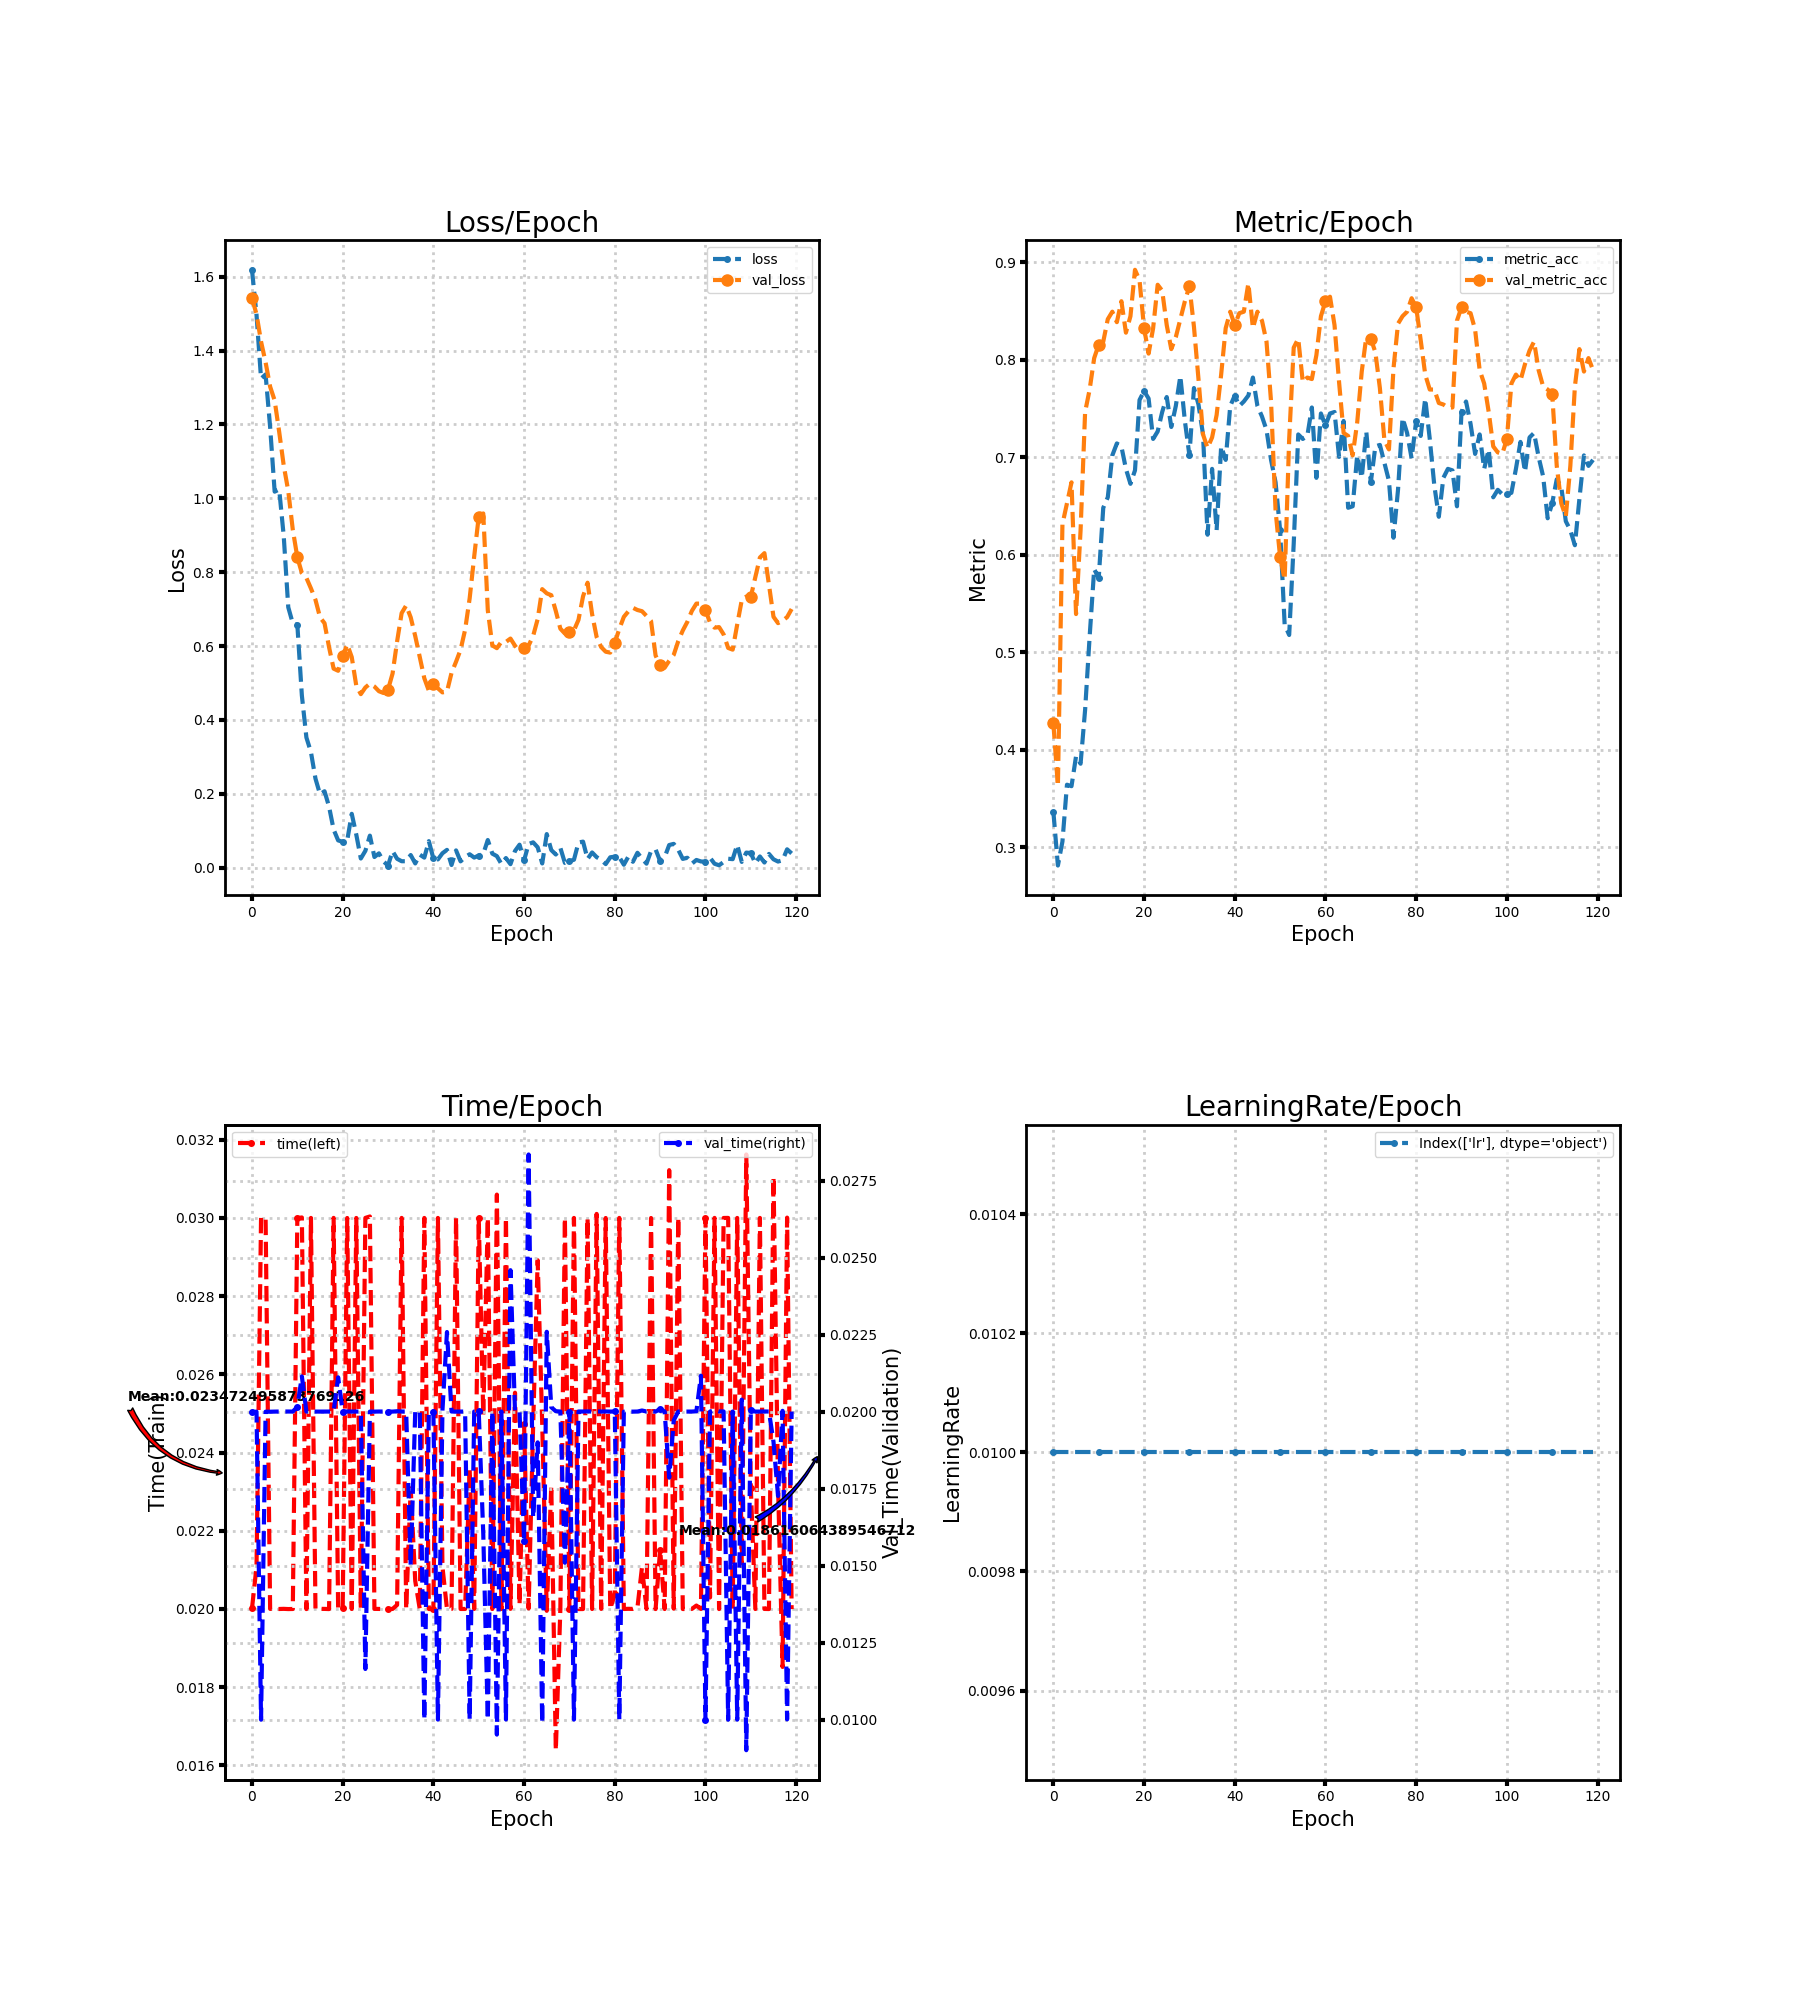 Loss/Epoch
loss
val_loss
1.6
1.4
1.2
1.0
0.8
0.6
0.4
0.2
0.0
Loss
0 20 40 60 80 100 120
Epoch
Metric/Epoch
metric_acc
val_metric_acc
0.9
0.8
0.7
0.6
0.5
0.4
0.3
Metric
0 20 40 60 80 100 120
Epoch
Time/Epoch
time(left)
val_time(right)
0.032
0.030
0.028
0.026
0.024
0.022
0.020
0.018
0.016
Time(Train)
0.0275
0.0250
0.0225
0.0200
0.0175
0.0150
0.0125
0.0100
Val_Time(Validation)
0 20 40 60 80 100 120
Epoch
LearningRate/Epoch
Index(['lr'], dtype='object')
0.0104
0.0102
0.0100
0.0098
0.0096
LearningRate
0 20 40 60 80 100 120
Epoch